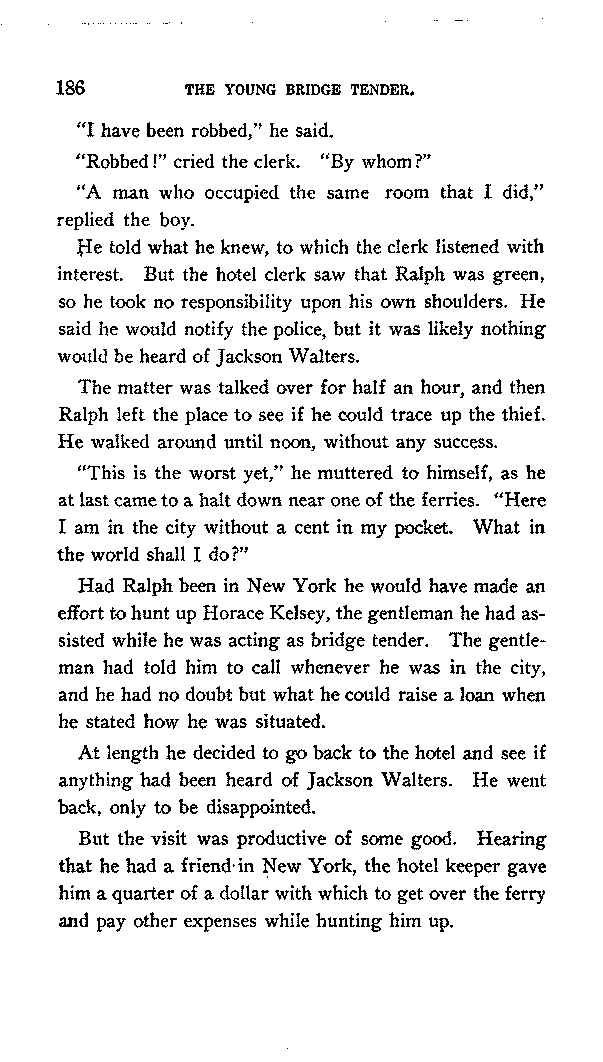 186 THE YOUNG BRIDGE TENDER.
"I have been robbed," he said.
"Robbed!" cried the clerk. "By whom?"
"A man who occupied the same room that I did,"
replied the boy.
He told what he knew, to which the clerk listened with
interest. But the hotel clerk saw that Ralph was green,
so he took no responsibility upon his own shoulders. He
said he would notify the police, but it was likely nothing
would be heard of Jackson Walters.
The matter was talked over for half an hour, and then
Ralph left the place to see if he could trace up the thief.
He walked around until noon, without any success.
"This is the worst yet," he muttered to himself, as he
at last came to a halt down near one of the ferries. "Here
I am in the city without a cent in my pocket. What in
the world shall I do?"
Had Ralph been in New York he would have made an
effort to hunt up Horace Kelsey, the gentleman he had as-
sisted while he was acting as bridge tender. The gentle-
man had told him to call whenever he was in the city,
and he had no doubt but what he could raise a loan when
he stated how he was situated.
At length he decided to go back to the hotel and see if
anything had been heard of Jackson Walters. He went
back, only to be disappointed.
But the visit was productive of some good. Hearing
that he had a friend in New York, the hotel keeper gave
him a quarter of a dollar with which to get over the ferry
and pay other expenses while hunting him up.